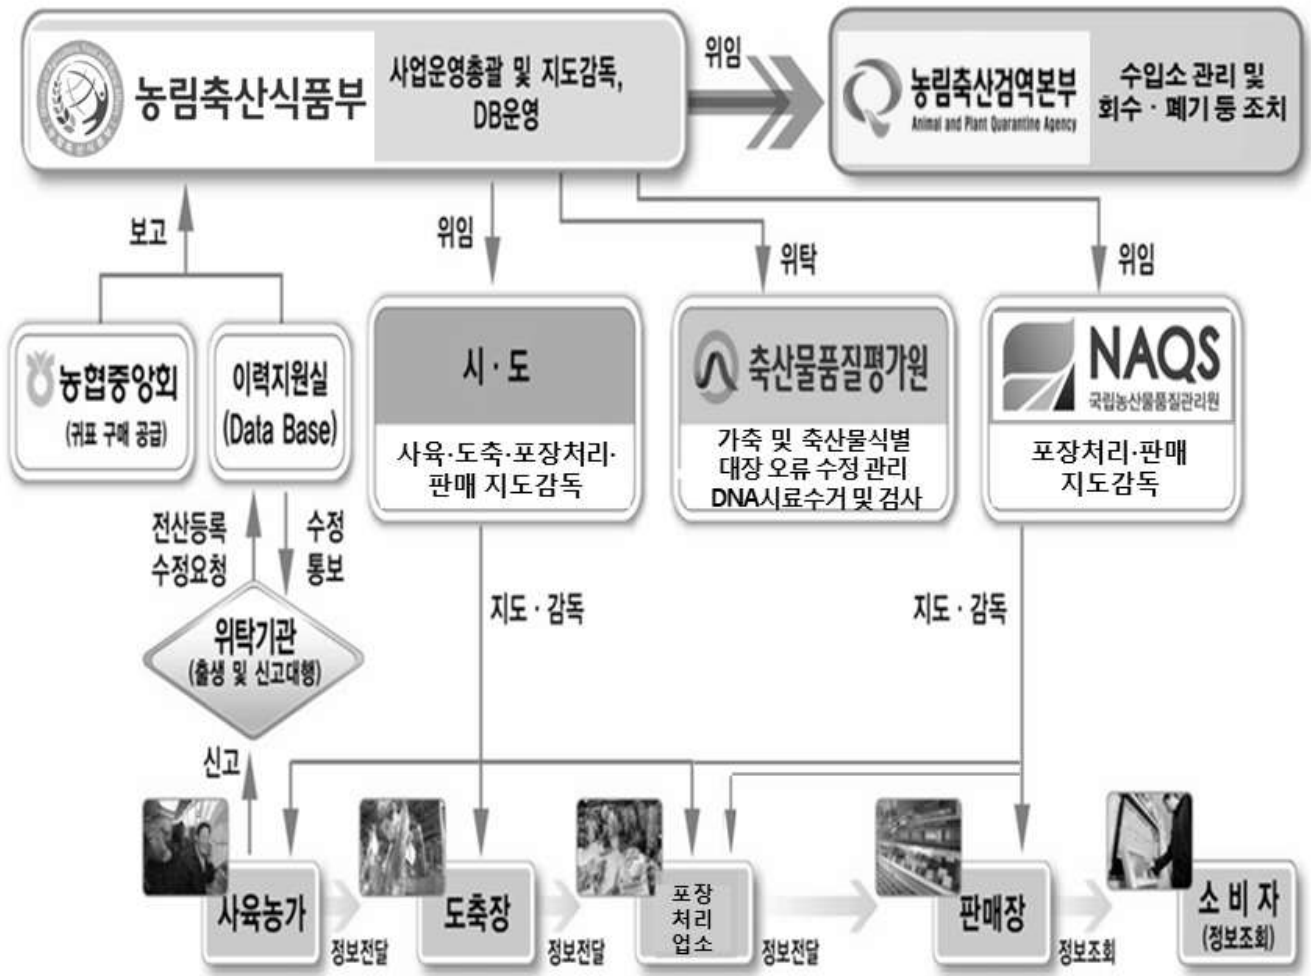 농림축산식품부
사업운영총괄 및 지도감독,
DB운영
위임
농림축산검역본부
Animal and Plant Quarantine Agency
수입소 관리 및
회수 · 폐기 등 조치
보고
위임
위탁
위임
농협중앙회
(귀표 구매 공급)
이력지원실
(Data Base)
시 · 도
사육·도축·포장처리·
판매 지도감독
축산물품질평가원
가축 및 축산물식별
대장 오류 수정 관리
DNA시료수거 및 검사
NAQS
국립농산물품질관리원
포장처리·판매
지도감독
전산등록
수정요청
수정
통보
지도 · 감독
지도 · 감독
위탁기관
(출생 및 신고대행)
신고
사육농가
정보전달
도축장
정보전달
포장
처리
업소
정보전달
판매장
정보조회
소 비 자
(정보조회)